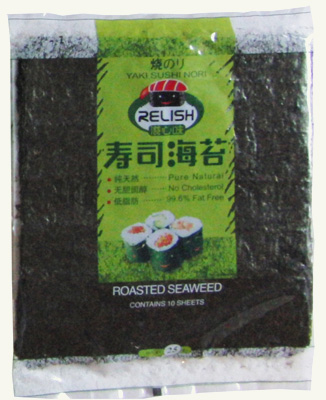 焼のり
YAKI SUSHI NORI
RELISH
寿司海苔
• 纯天然 Pure Natural
• 无胆固醇 No Cholesterol
• 低脂肪 99.6% Fat Free
ROASTED SEAWEED
CONTAINS 10 SHEETS